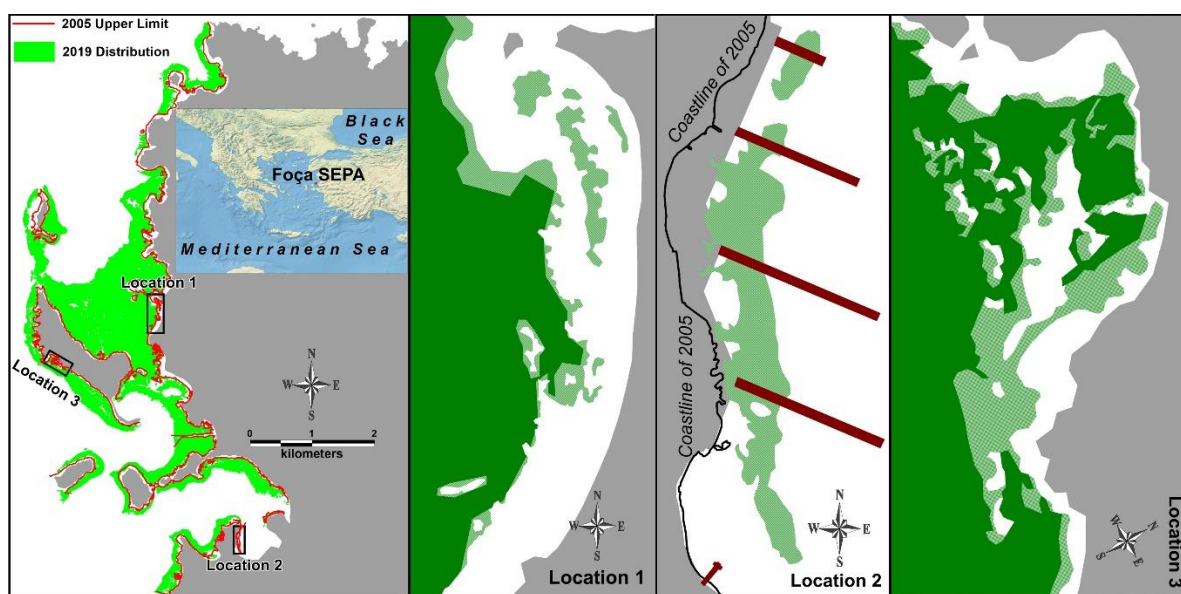 2005 Upper Limit
2019 Distribution
Black
Sea
Foça SEPA
Mediterranean Sea
Location 1
Location 3
N
W E
S
0 1 2
kilometers
Location 2
N
W E
S
Location 1
Coastline of 2005
Coastline of 2005
N
W E
S
Location 2
N
W E
S
Location 3